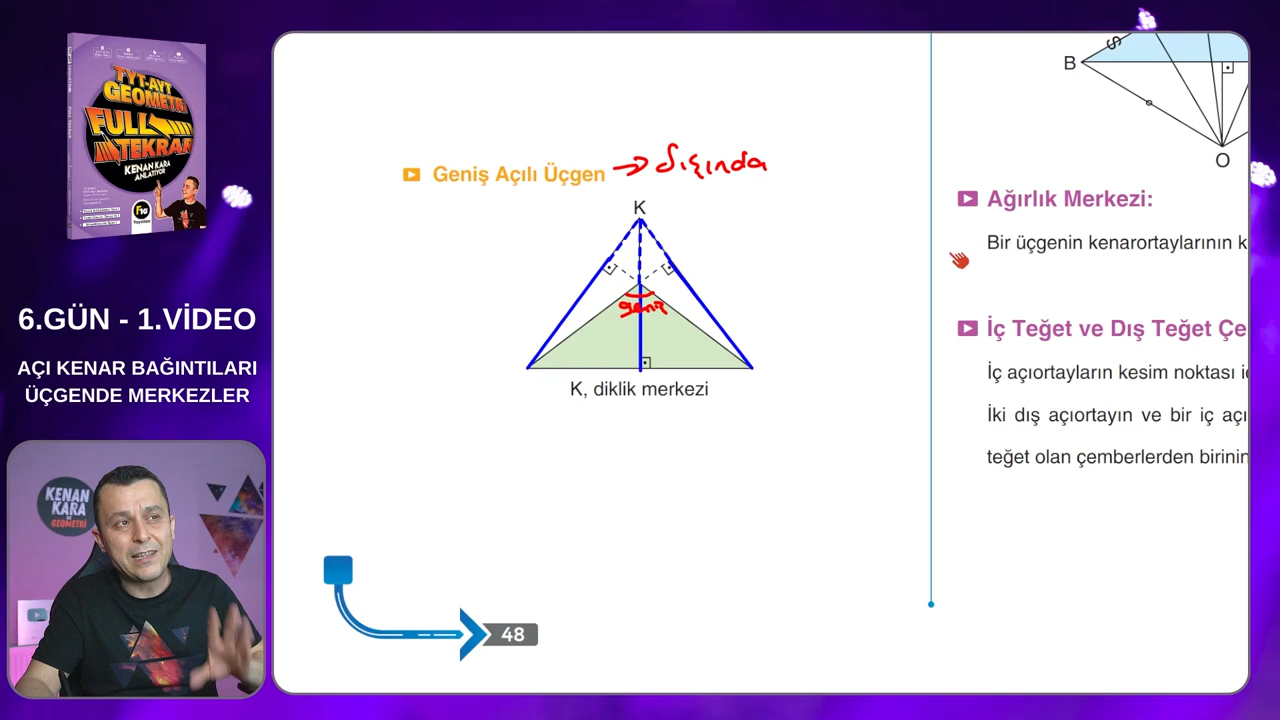 TYT-AYT
GEOMETRİ
FULL
TEKRAR
KENAN KARA
ANLATIYOR
6.GÜN - 1.VİDEO
AÇI KENAR BAĞINTILARI
ÜÇGENDE MERKEZLER
KENAN
KARA
GEOMETRİ
Geniş Açılı Üçgen → dışında
K
geniş
K, diklik merkezi
48
B
O
Ağırlık Merkezi:
Bir üçgenin kenarortaylarının k
İç Teğet ve Dış Teğet Çe
İç açıortayların kesim noktası iç
İki dış açıortayın ve bir iç açı
teğet olan çemberlerden birinin